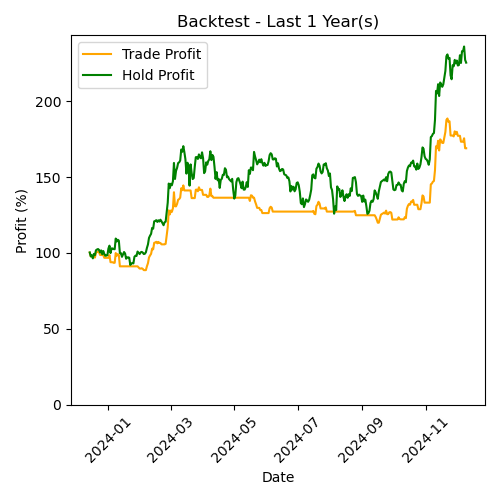 Backtest - Last 1 Year(s)
Trade Profit
Hold Profit
Profit (%)
200
150
100
50
0
2024-01
2024-03
2024-05
2024-07
2024-09
2024-11
Date